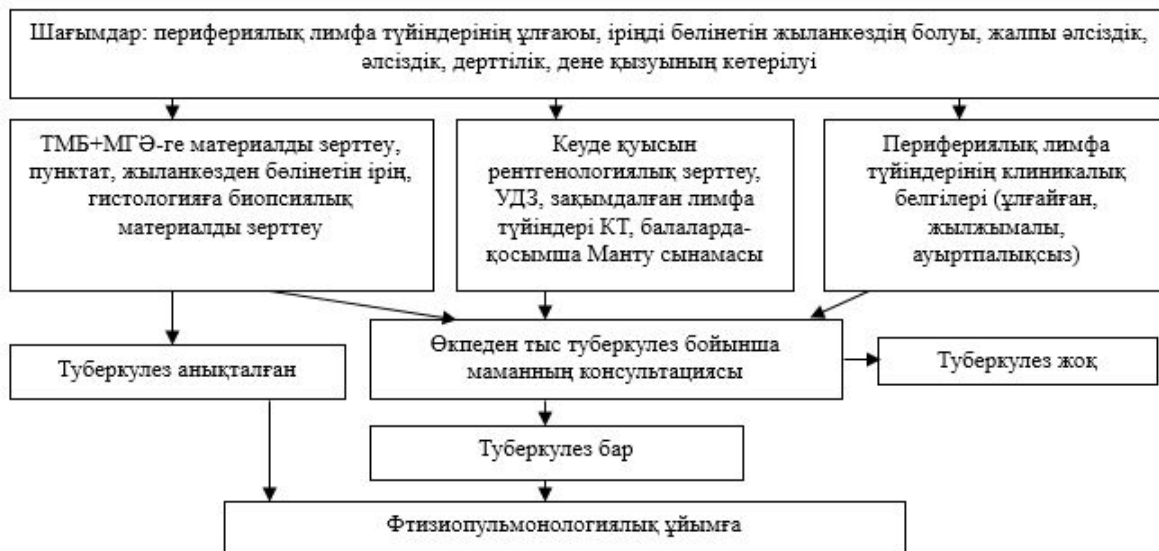 Шағымдар: перифериялық лимфа түйіндерінің ұлғаюы, іріңді бөлінетін жыланкөздің болуы, жалпы әлсіздік,
әлсіздік, дерттілік, дене қызуының көтерілуі
ТМБ+МГӘ-ге материалды зерттеу,
пунктат, жыланкөзден бөлінетін ірің,
гистологияға биопсиялық
материалды зерттеу
Кеуде қуысын
рентгенологиялық зерттеу,
УДЗ, зақымдалған лимфа
түйіндері КТ, балаларда-
қосымша Манту сынамасы
Перифериялық лимфа
түйіндерінің клиникалық
белгілері (ұлғайған,
жылжымалы,
ауыртпалықсыз)
Өкпеден тыс туберкулез бойынша
маманның консультациясы
Туберкулез анықталған
Туберкулез жоқ
Туберкулез бар
Фтизиопульмонологиялық ұйымға